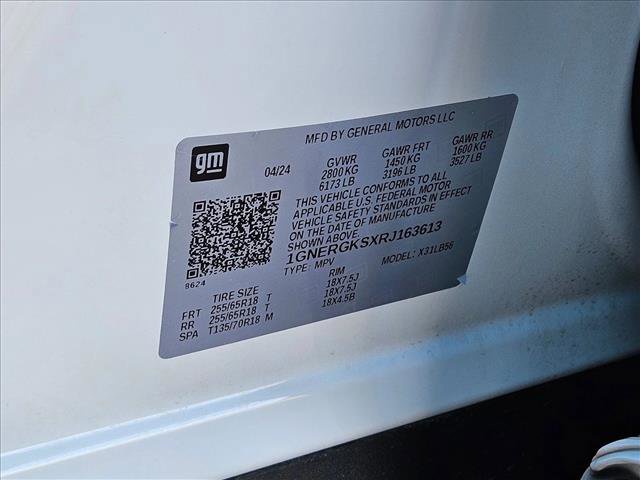 MFD BY GENERAL MOTORS LLC
gm
04/24 GVWR GAWR FRT GAWR RR
2800 KG 1450 KG 1600 KG
6173 LB 3196 LB 3527 LB
THIS VEHICLE CONFORMS TO ALL
APPLICABLE U.S. FEDERAL MOTOR
VEHICLE SAFETY STANDARDS IN EFFECT
ON THE DATE OF MANUFACTURE
SHOWN ABOVE
1GNERGKSXRJ163613
8624 TYPE: MPV MODEL: X31LB56
TIRE SIZE RIM
FRT 255/65R18 T 18X7.5J
RR 255/65R18 T 18X7.5J
SPA T135/70R18 M 18X4.5B